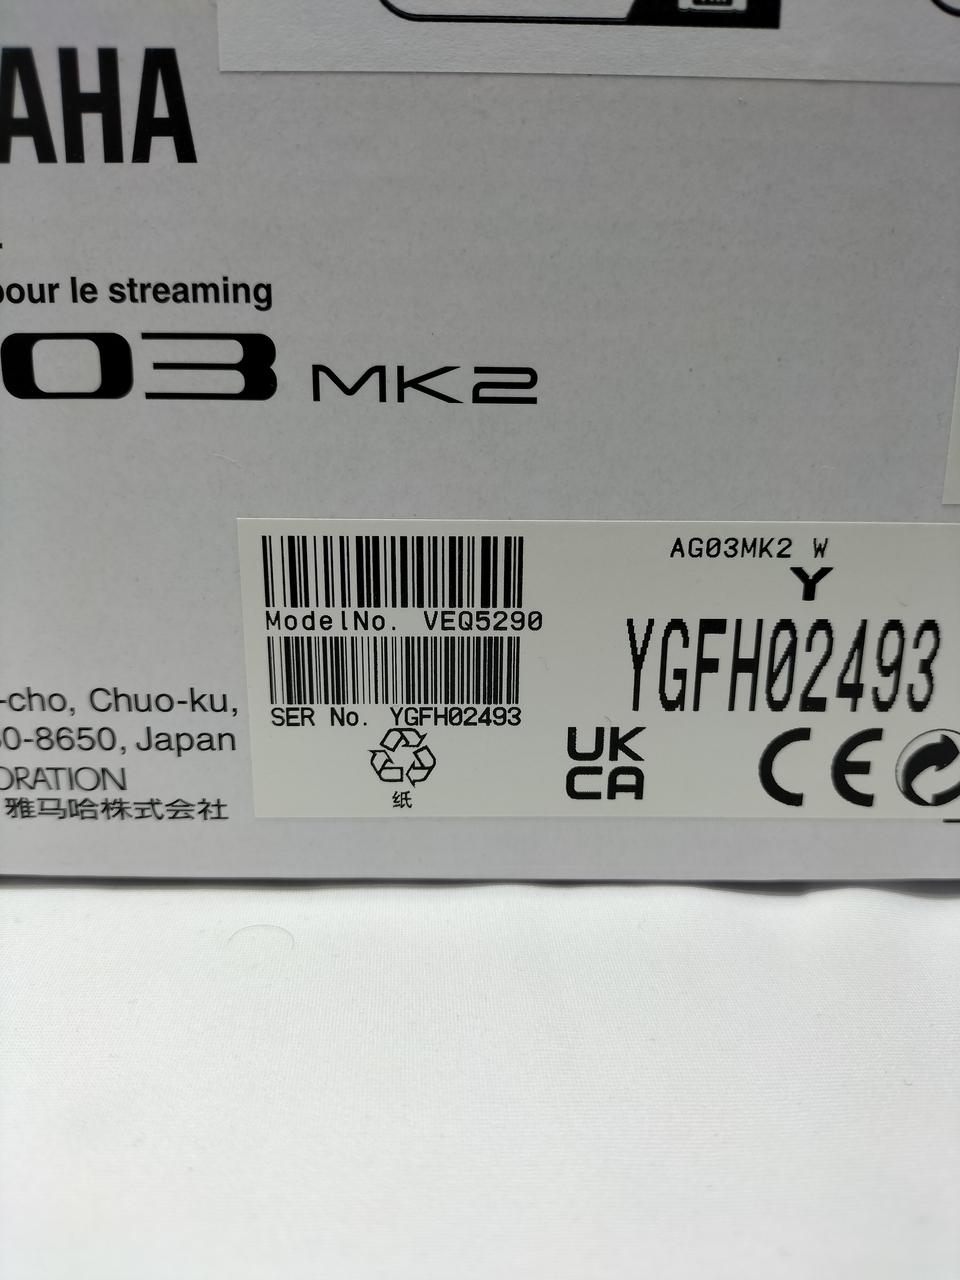 AHA
pour le streaming
03 MK2
AG03MK2 W
Y
ModelNo. VEQ5290
YGFH02493
SER No. YGFH02493
纸
UK
CA
CE
-cho, Chuo-ku,
0-8650, Japan
ORATION
雅马哈株式会社